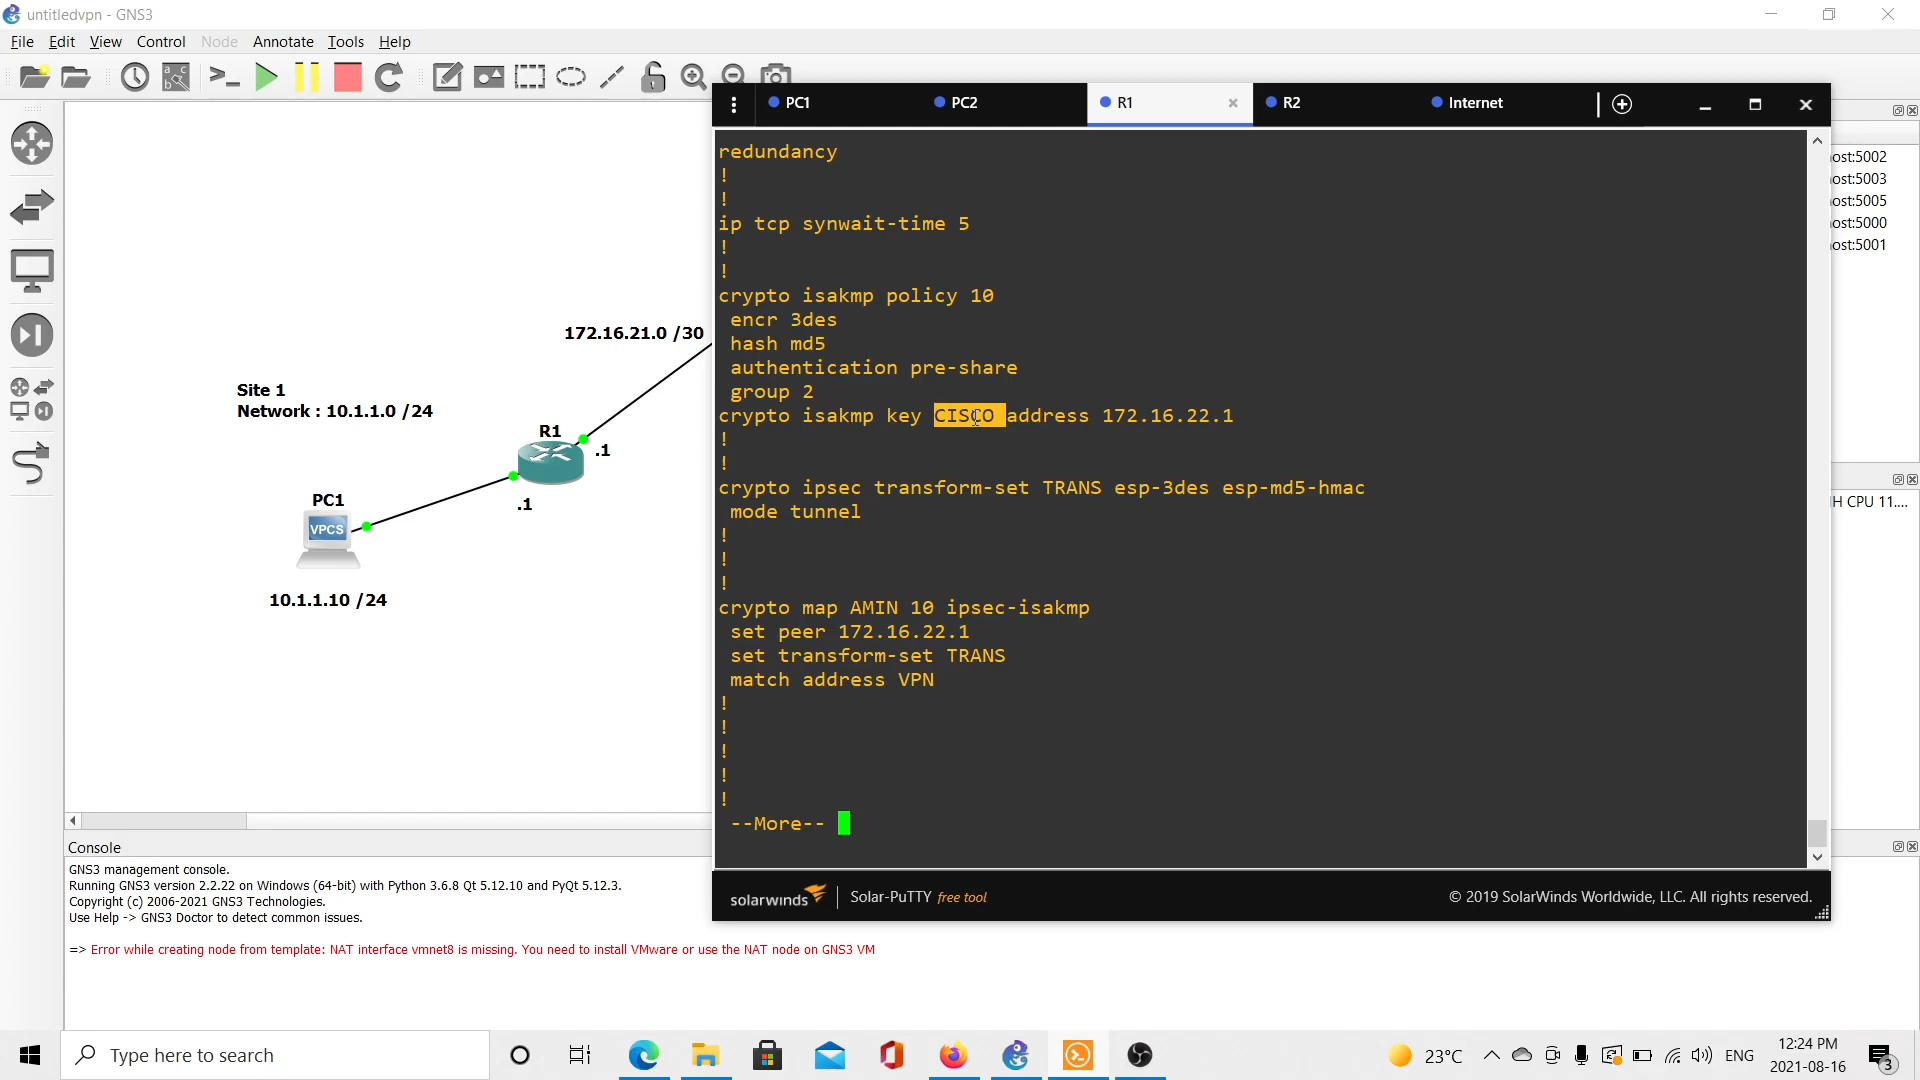 untitledvpn - GNS3
File Edit View Control Node Annotate Tools Help
PC1 PC2 R1 R2 Internet
redundancy
!
!
ip tcp synwait-time 5
!
!
crypto isakmp policy 10
encr 3des
hash md5
authentication pre-share
group 2
crypto isakmp key CISCO address 172.16.22.1
!
!
crypto ipsec transform-set TRANS esp-3des esp-md5-hmac
mode tunnel
!
!
!
crypto map AMIN 10 ipsec-isakmp
set peer 172.16.22.1
set transform-set TRANS
match address VPN
!
!
!
!
!
--More--
solarwinds Solar-PuTTY free tool
© 2019 SolarWinds Worldwide, LLC. All rights reserved.
172.16.21.0 /30
Site 1
Network : 10.1.1.0 /24
R1
.1
.1
PC1
VPCS
10.1.1.10 /24
ost:5002
ost:5003
ost:5005
ost:5000
ost:5001
H CPU 11....
Console
GNS3 management console.
Running GNS3 version 2.2.22 on Windows (64-bit) with Python 3.6.8 Qt 5.12.10 and PyQt 5.12.3.
Copyright (c) 2006-2021 GNS3 Technologies.
Use Help -> GNS3 Doctor to detect common issues.
=> Error while creating node from template: NAT interface vmnet8 is missing. You need to install VMware or use the NAT node on GNS3 VM
Type here to search
23°C
ENG
12:24 PM
2021-08-16
3